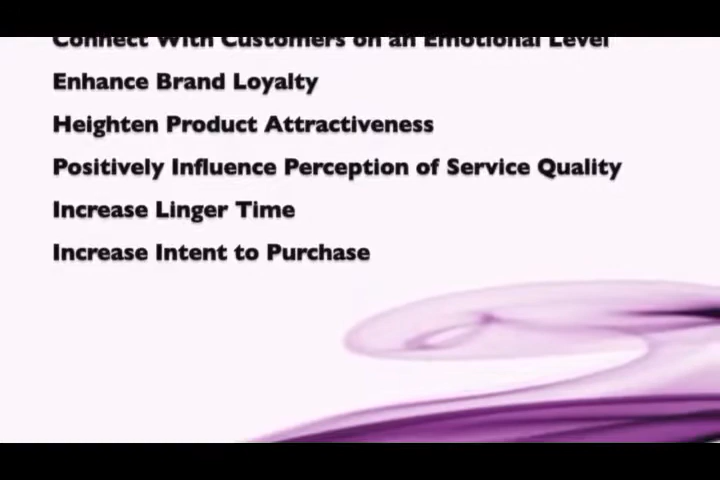 Connect With Customers on an Emotional Level
Enhance Brand Loyalty
Heighten Product Attractiveness
Positively Influence Perception of Service Quality
Increase Linger Time
Increase Intent to Purchase